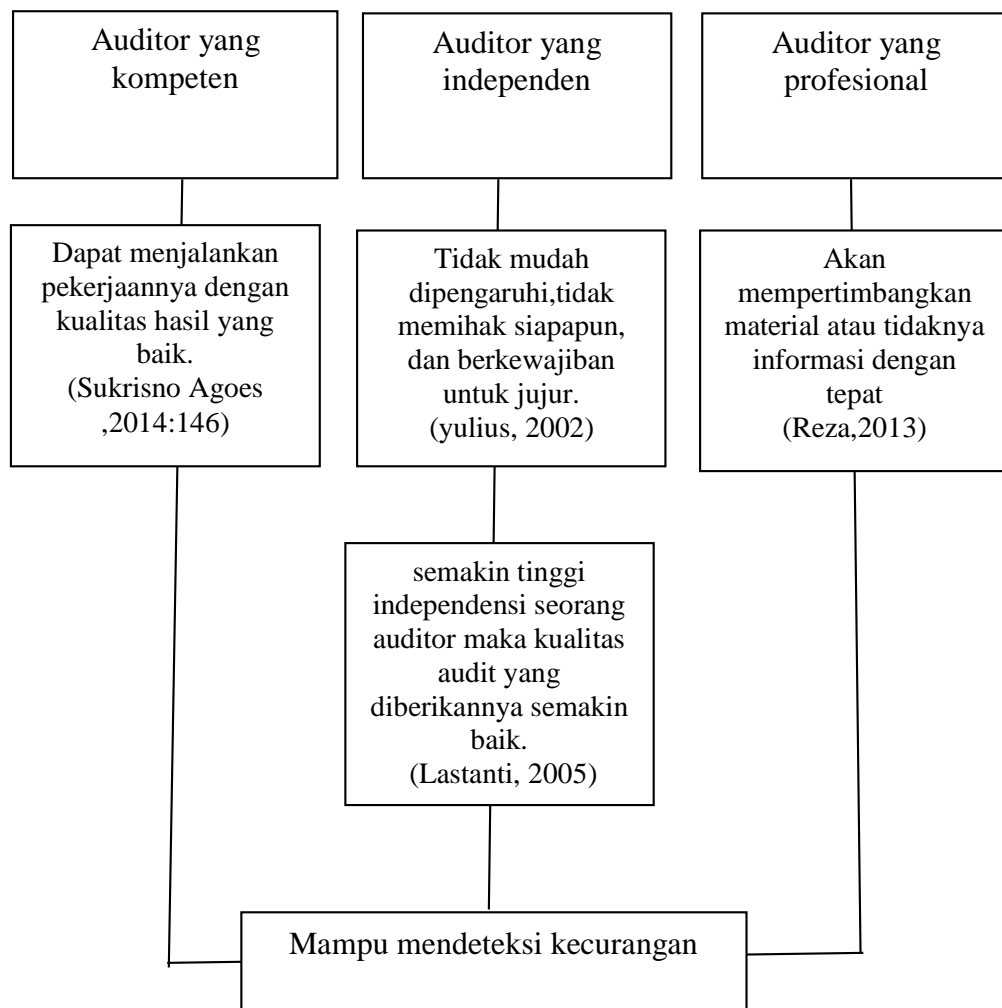 Auditor yang
kompeten
Auditor yang
independen
Auditor yang
profesional
Dapat menjalankan
pekerjaannya dengan
kualitas hasil yang
baik.
(Sukrisno Agoes
,2014:146)
Tidak mudah
dipengaruhi,tidak
memihak siapapun,
dan berkewajiban
untuk jujur.
(yulius, 2002)
Akan
mempertimbangkan
material atau tidaknya
informasi dengan
tepat
(Reza,2013)
semakin tinggi
independensi seorang
auditor maka kualitas
audit yang
diberikannya semakin
baik.
(Lastanti, 2005)
Mampu mendeteksi kecurangan